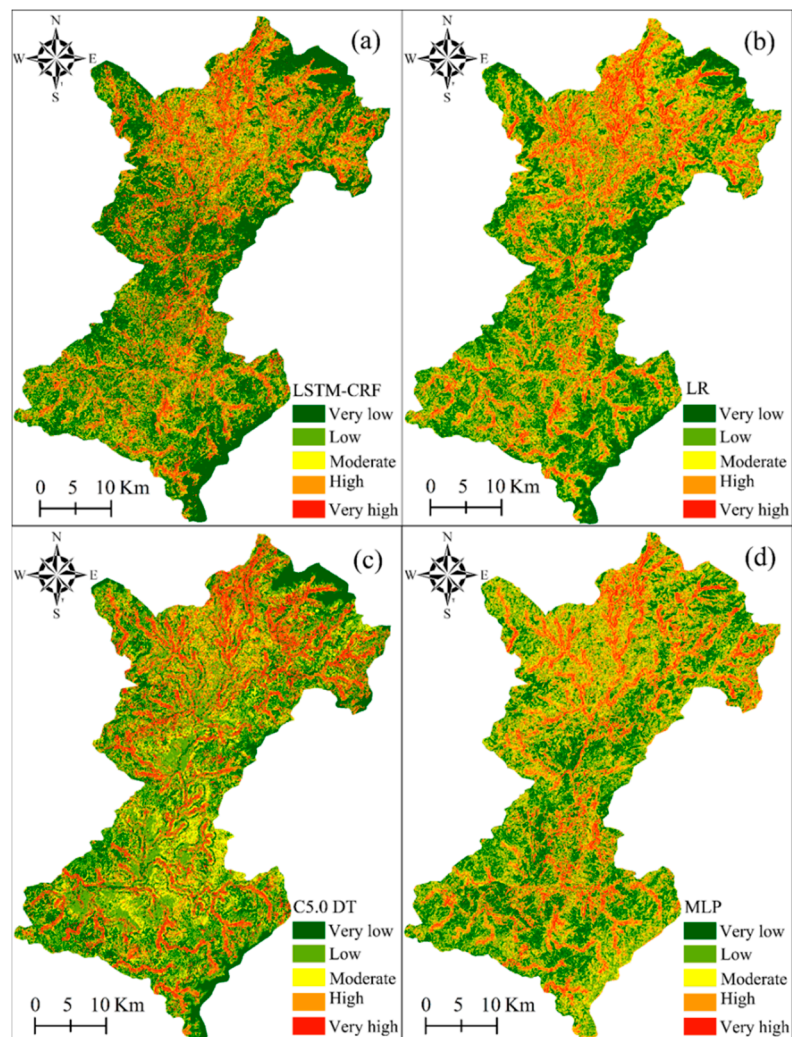 N
W E
S
(a)
LSTM-CRF
Very low
Low
Moderate
High
Very high
0 5 10 Km
N
W E
S
(b)
LR
Very low
Low
Moderate
High
Very high
0 5 10 Km
N
W E
S
(c)
C5.0 DT
Very low
Low
Moderate
High
Very high
0 5 10 Km
N
W E
S
(d)
MLP
Very low
Low
Moderate
High
Very high
0 5 10 Km